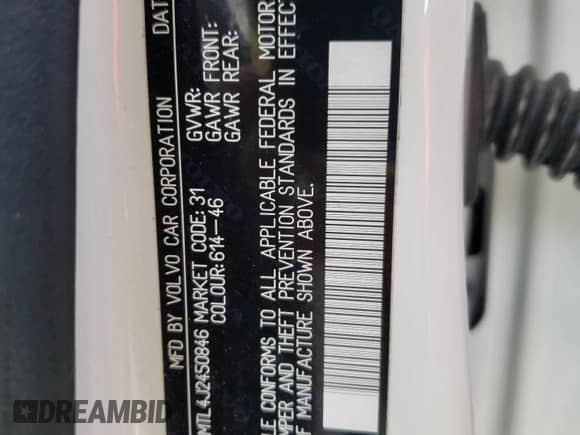 MFD BY VOLVO CAR CORPORATION DAT
MTL4J2450846 MARKET CODE: 31
COLOUR: 614-46
GVWR:
GAWR FRONT:
GAWR REAR:
LE CONFORMS TO ALL APPLICABLE FEDERAL MOTOR
MPER AND THEFT PREVENTION STANDARDS IN EFFECT
F MANUFACTURE SHOWN ABOVE.
DREAMBID